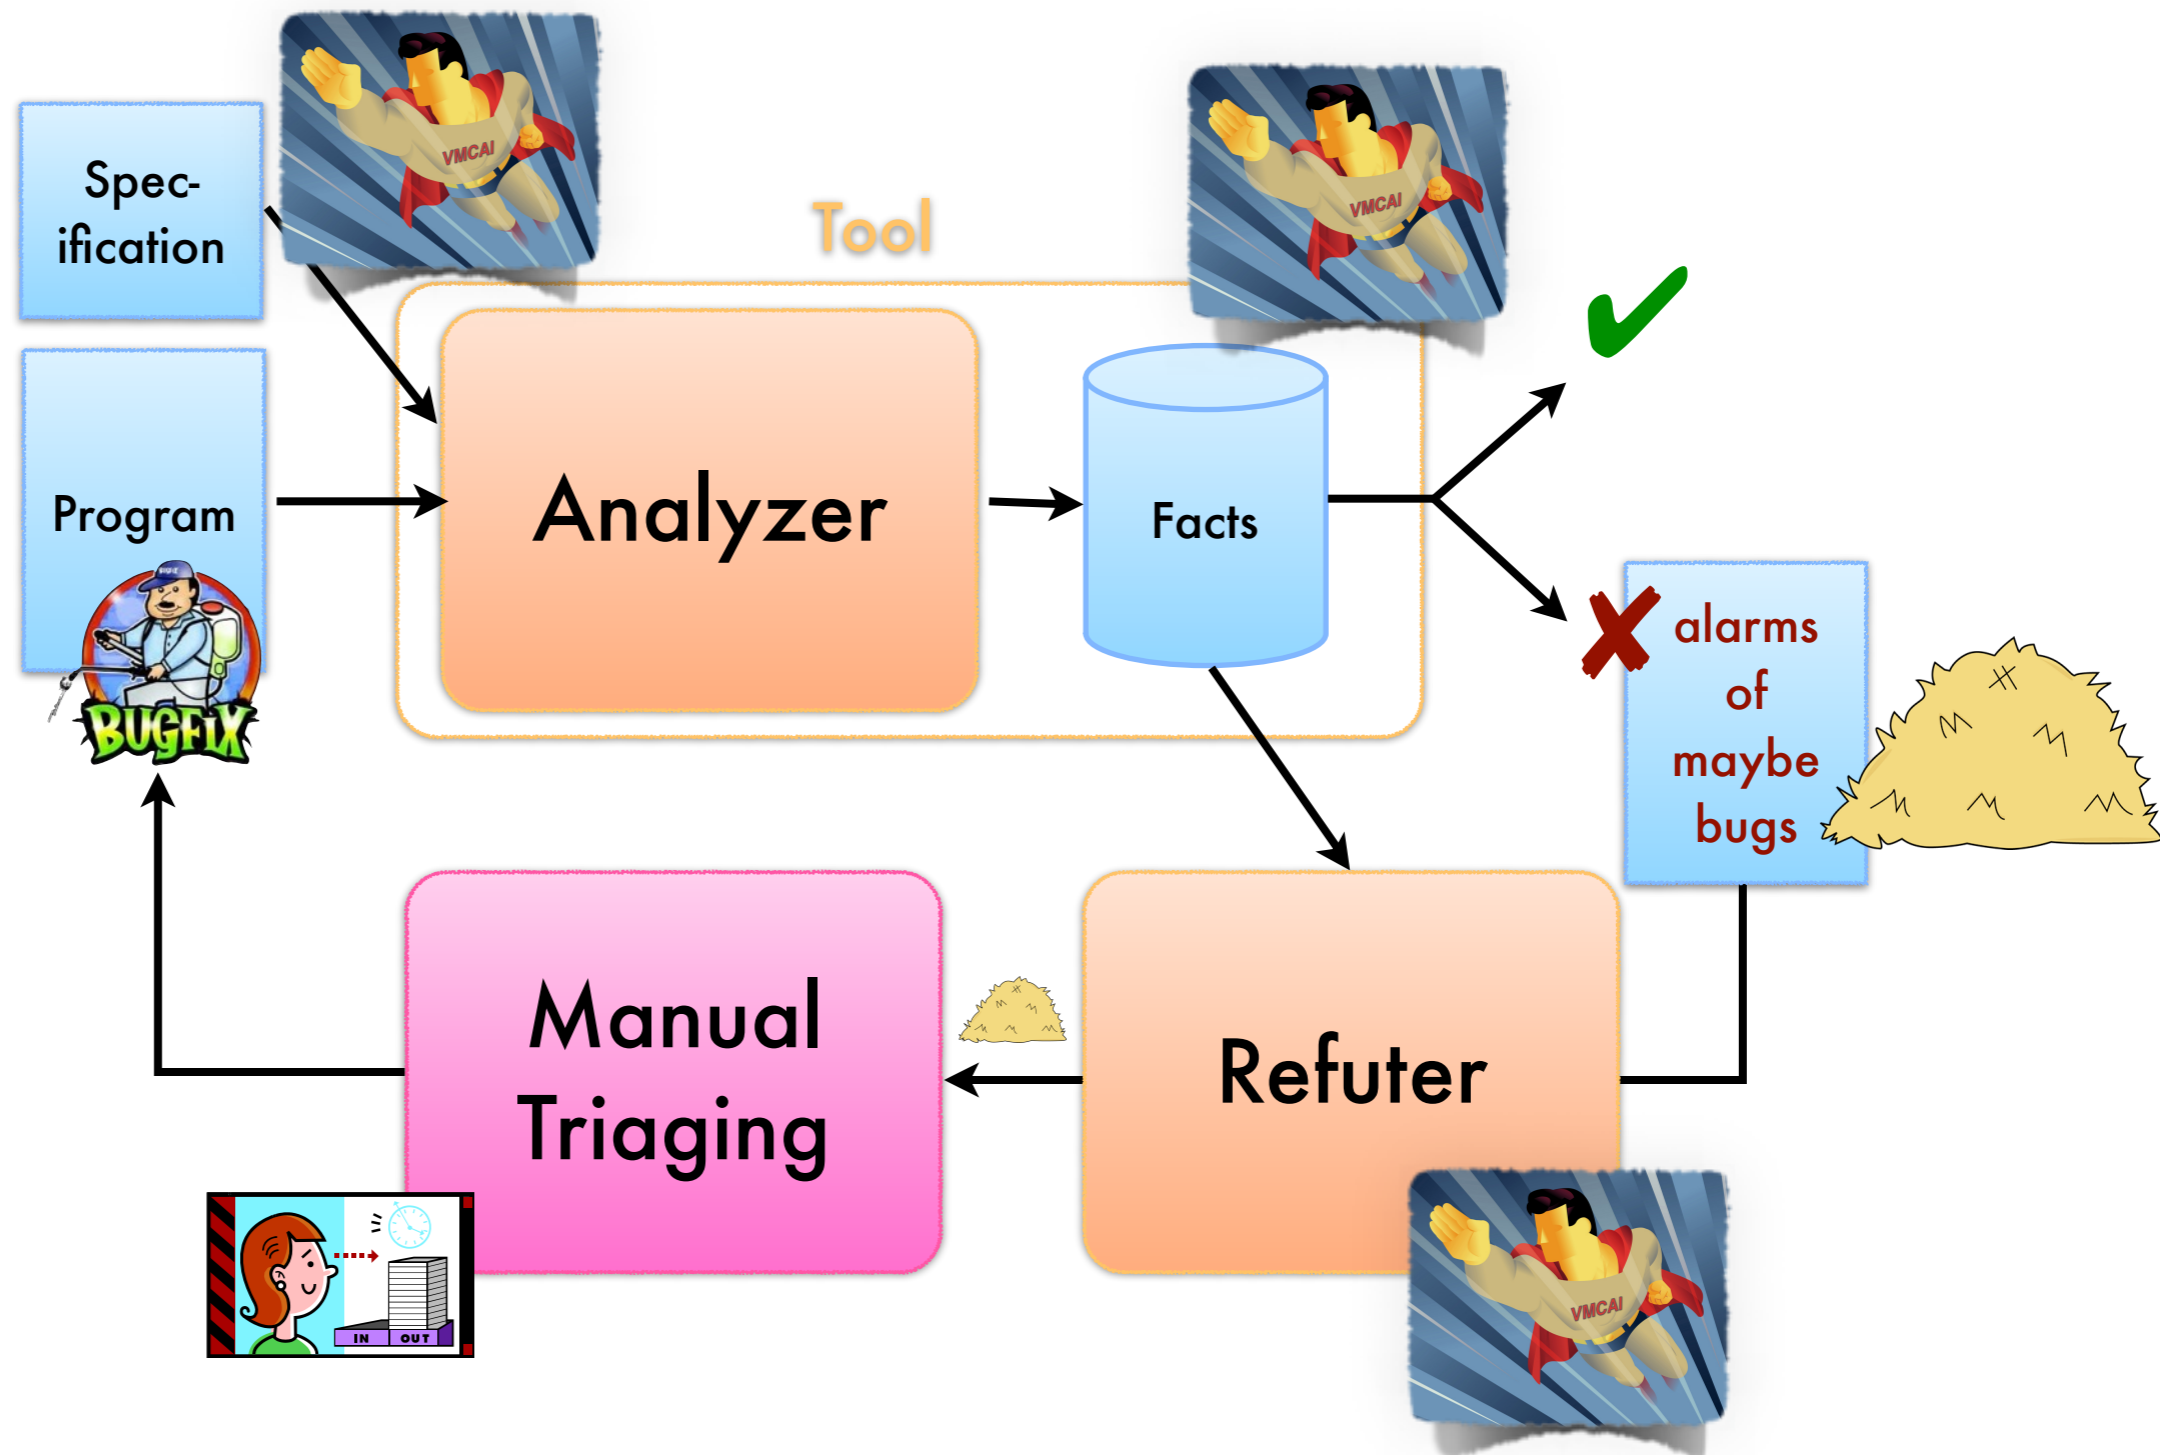 VMCAI
VMCAI
Spec-
ification
Tool
Program
Analyzer
Facts
BUGFIX
alarms
of
maybe
bugs
Manual
Triaging
Refuter
VMCAI
IN OUT